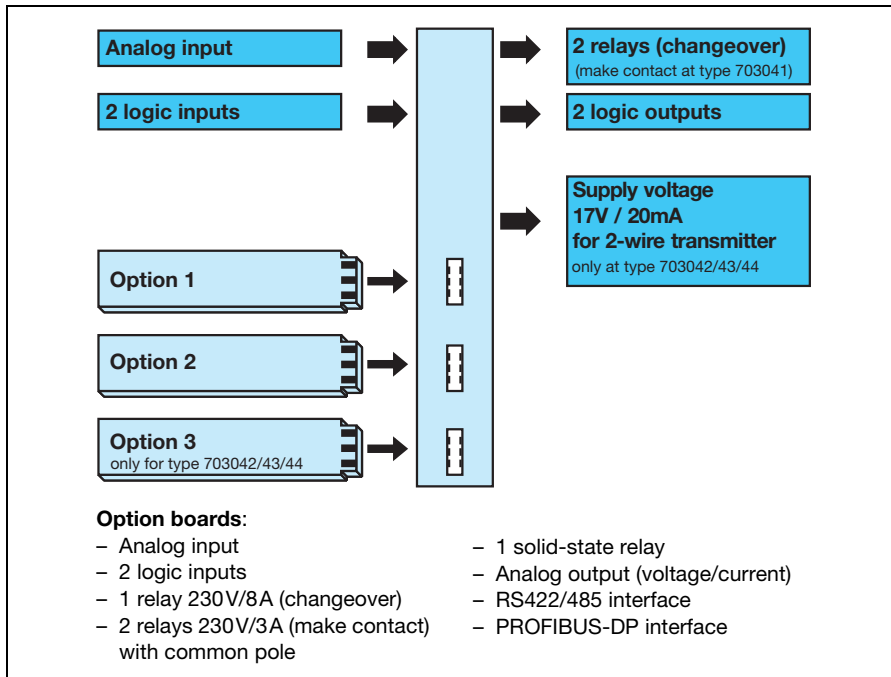 Analog input
2 relays (changeover)
(make contact at type 703041)
2 logic inputs
2 logic outputs
Supply voltage
17V / 20mA
for 2-wire transmitter
only at type 703042/43/44
Option 1
Option 2
Option 3
only for type 703042/43/44
Option boards:
– Analog input
– 2 logic inputs
– 1 relay 230V/8A (changeover)
– 2 relays 230V/3A (make contact)
with common pole
– 1 solid-state relay
– Analog output (voltage/current)
– RS422/485 interface
– PROFIBUS-DP interface